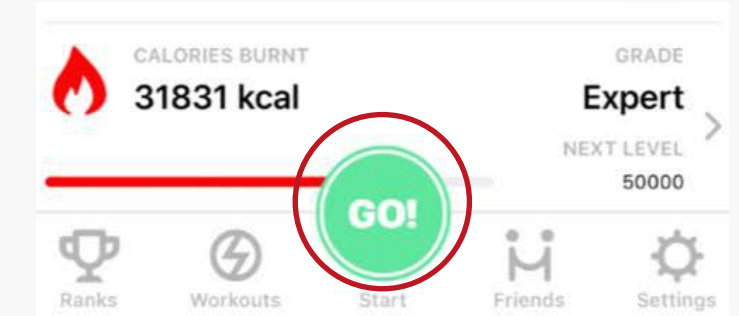 CALORIES BURNT
31831 kcal
GRADE
Expert
NEXT LEVEL
50000
GO!
Ranks
Workouts
Start
Friends
Settings